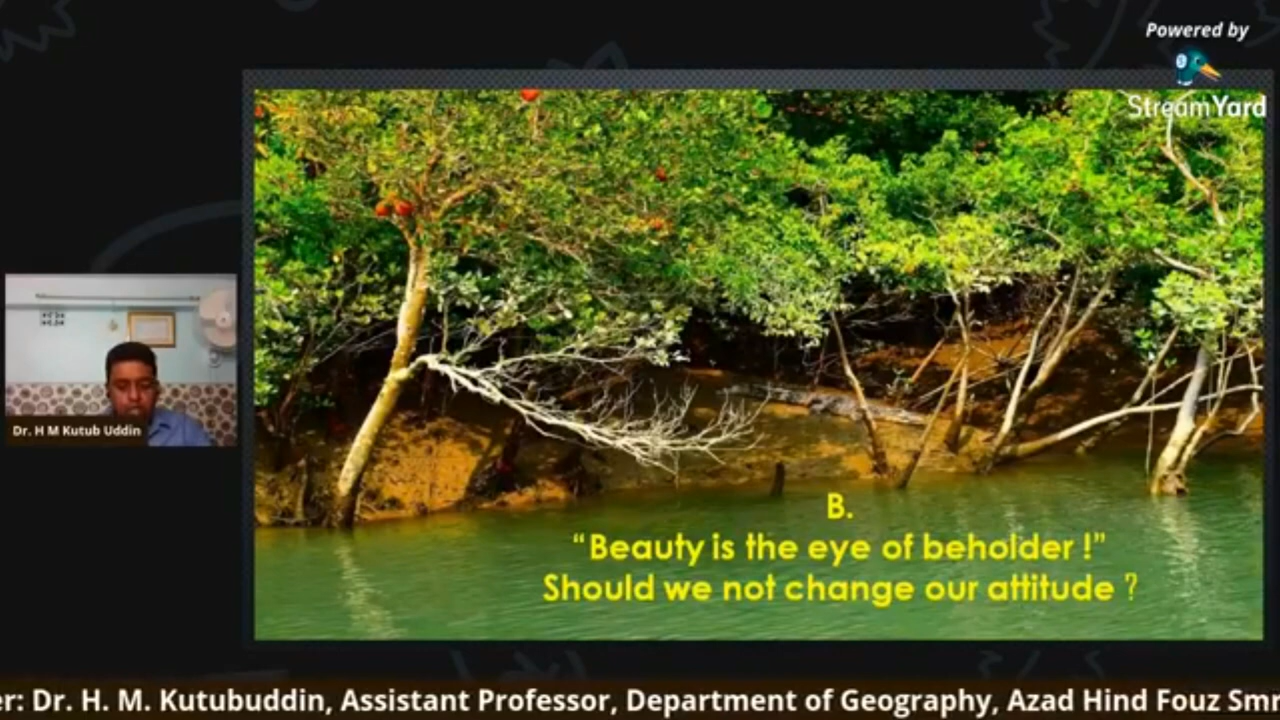 Powered by
StreamYard
B.
“Beauty is the eye of beholder !”
Should we not change our attitude ?
Dr. H M Kutub Uddin
er: Dr. H. M. Kutubuddin, Assistant Professor, Department of Geography, Azad Hind Fouz Smr